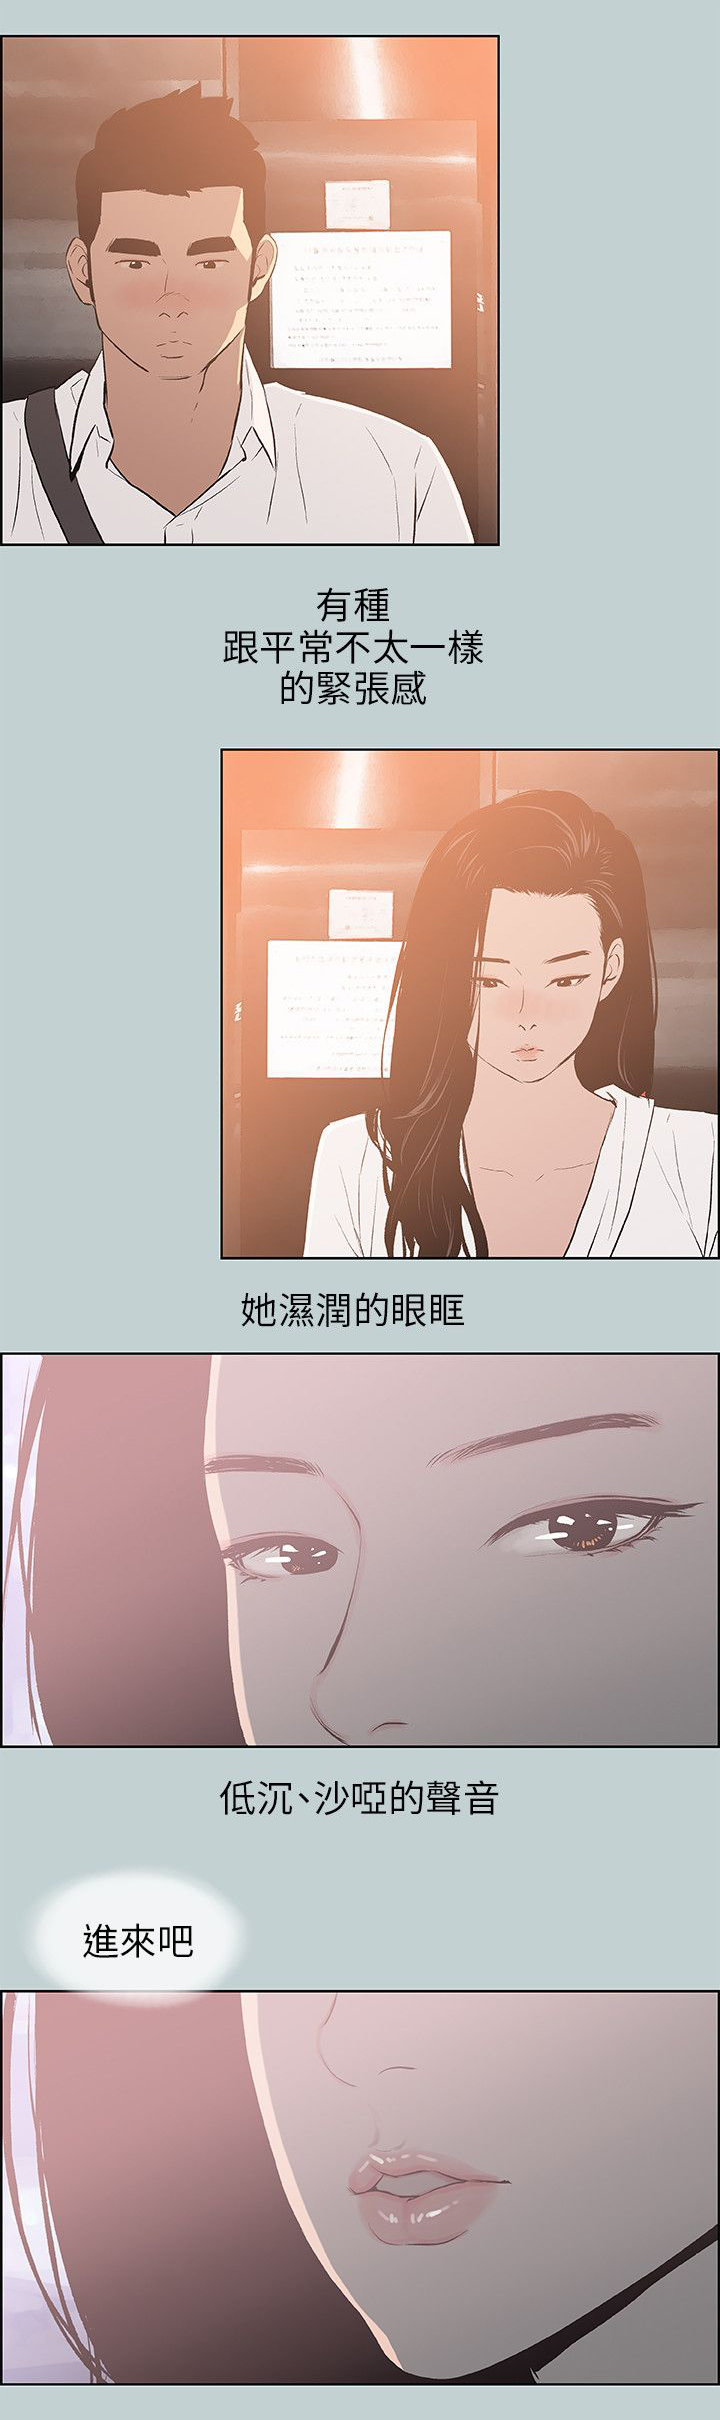 有種
跟平常不太一樣
的緊張感
她濕潤的眼眶
低沉、沙啞的聲音
進來吧